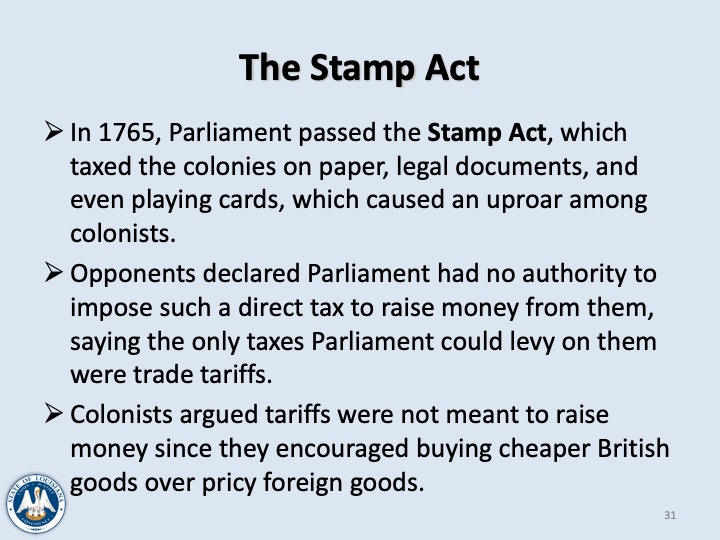 The Stamp Act
➢ In 1765, Parliament passed the Stamp Act, which
taxed the colonies on paper, legal documents, and
even playing cards, which caused an uproar among
colonists.
➢ Opponents declared Parliament had no authority to
impose such a direct tax to raise money from them,
saying the only taxes Parliament could levy on them
were trade tariffs.
➢ Colonists argued tariffs were not meant to raise
money since they encouraged buying cheaper British
goods over pricy foreign goods.
STATE OF LOUISIANA
CONFIDENCE
31